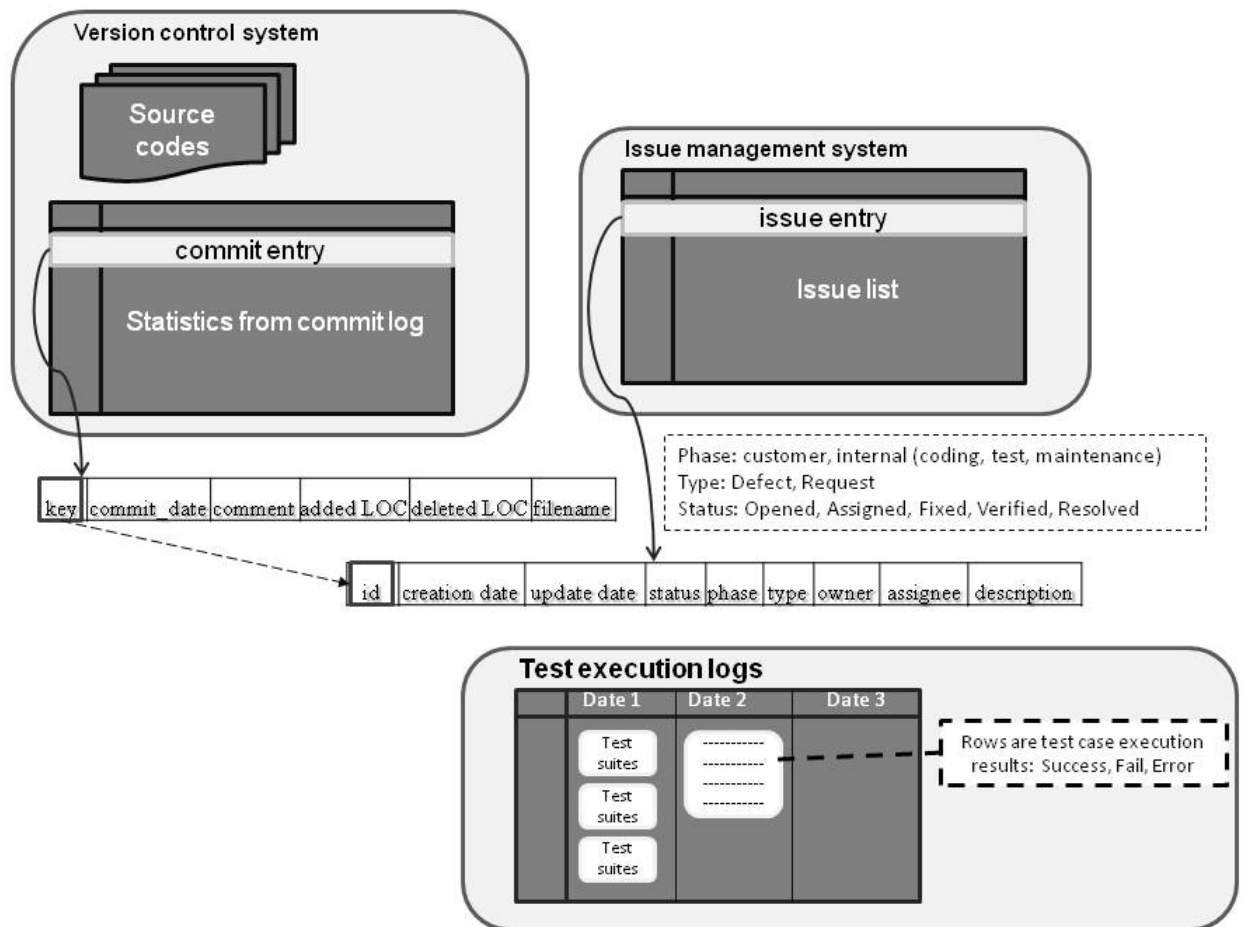 Version control system
Source
codes
commit entry
Statistics from commit log
Issue management system
issue entry
Issue list
Phase: customer, internal (coding, test, maintenance)
Type: Defect, Request
Status: Opened, Assigned, Fixed, Verified, Resolved
key commit_date comment added LOC deleted LOC filename
id creation date update date status phase type owner assignee description
Test execution logs
Date 1 Date 2 Date 3
Test
suites
Test
suites
Test
suites
Rows are test case execution
results: Success, Fail, Error